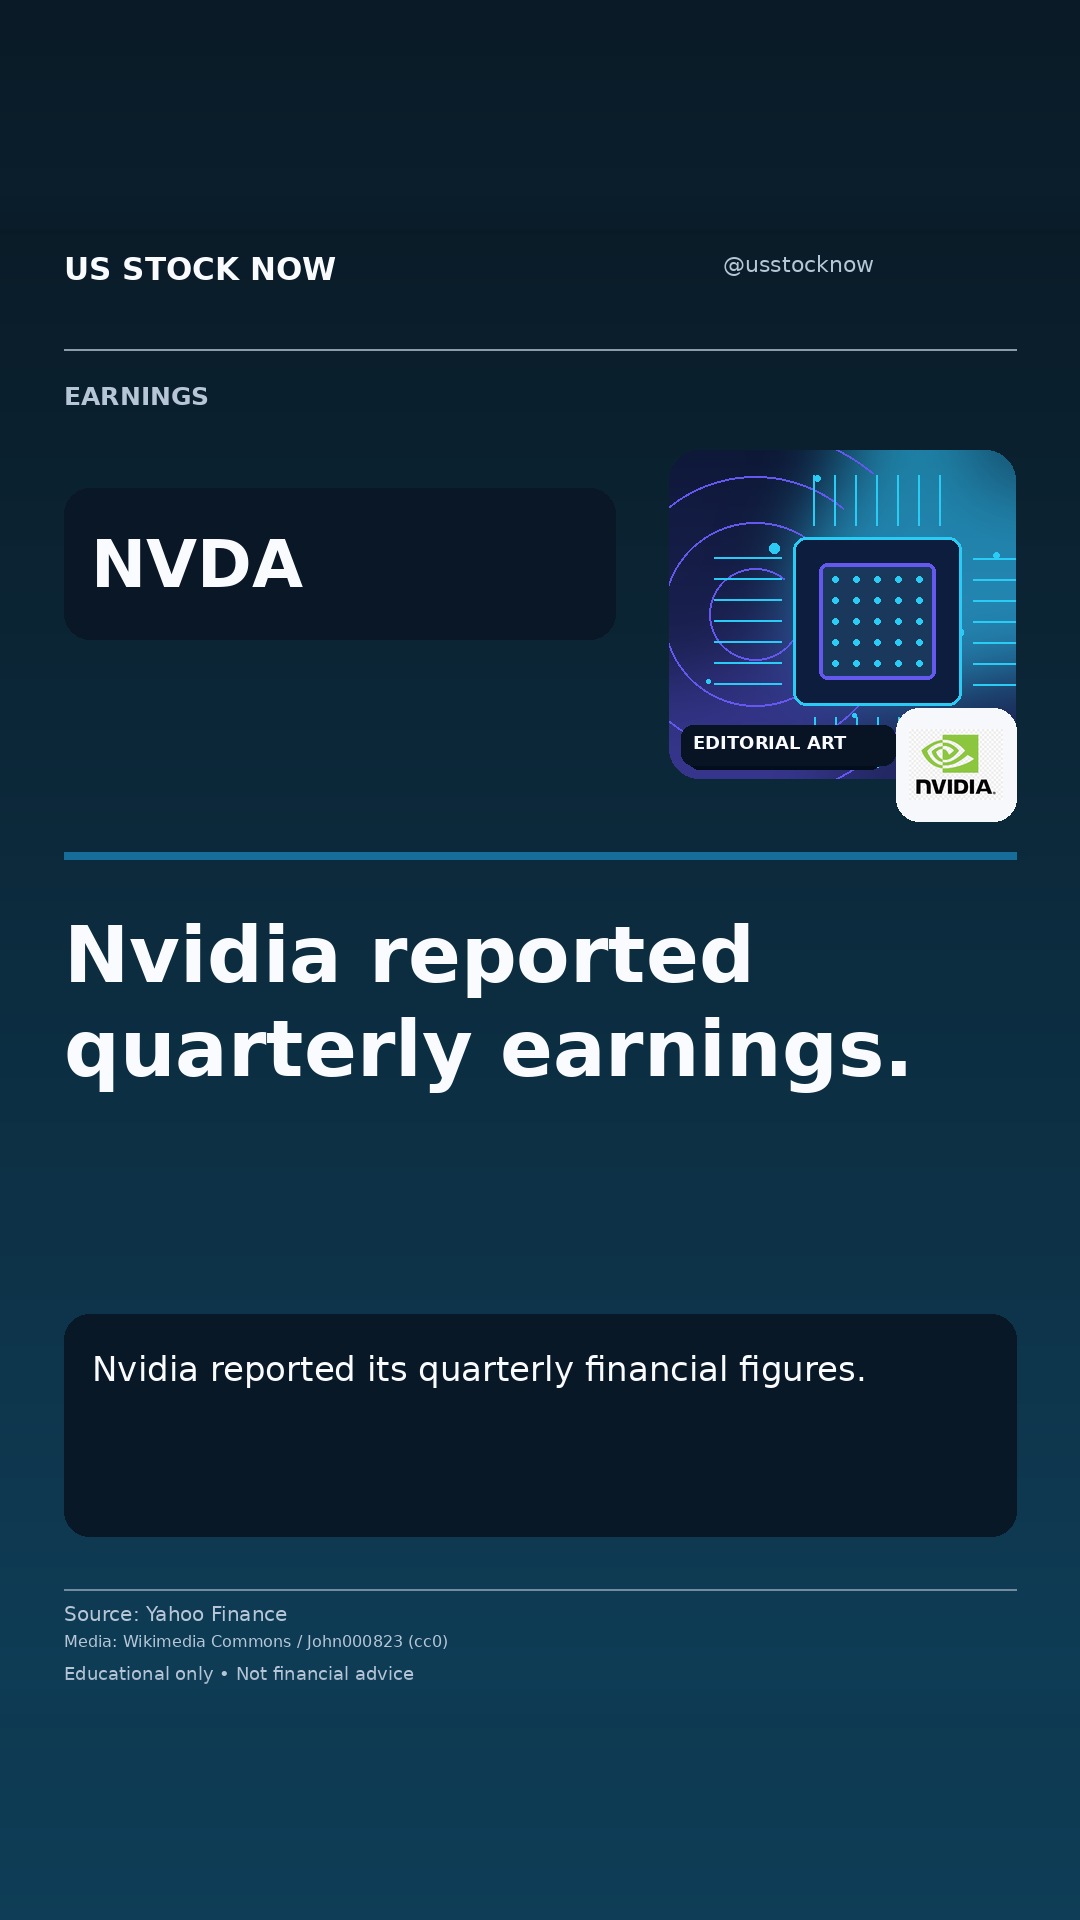 US STOCK NOW
@usstocknow
EARNINGS
NVDA
EDITORIAL ART
NVIDIA.
Nvidia reported
quarterly earnings.
Nvidia reported its quarterly financial figures.
Source: Yahoo Finance
Media: Wikimedia Commons / John000823 (cc0)
Educational only • Not financial advice